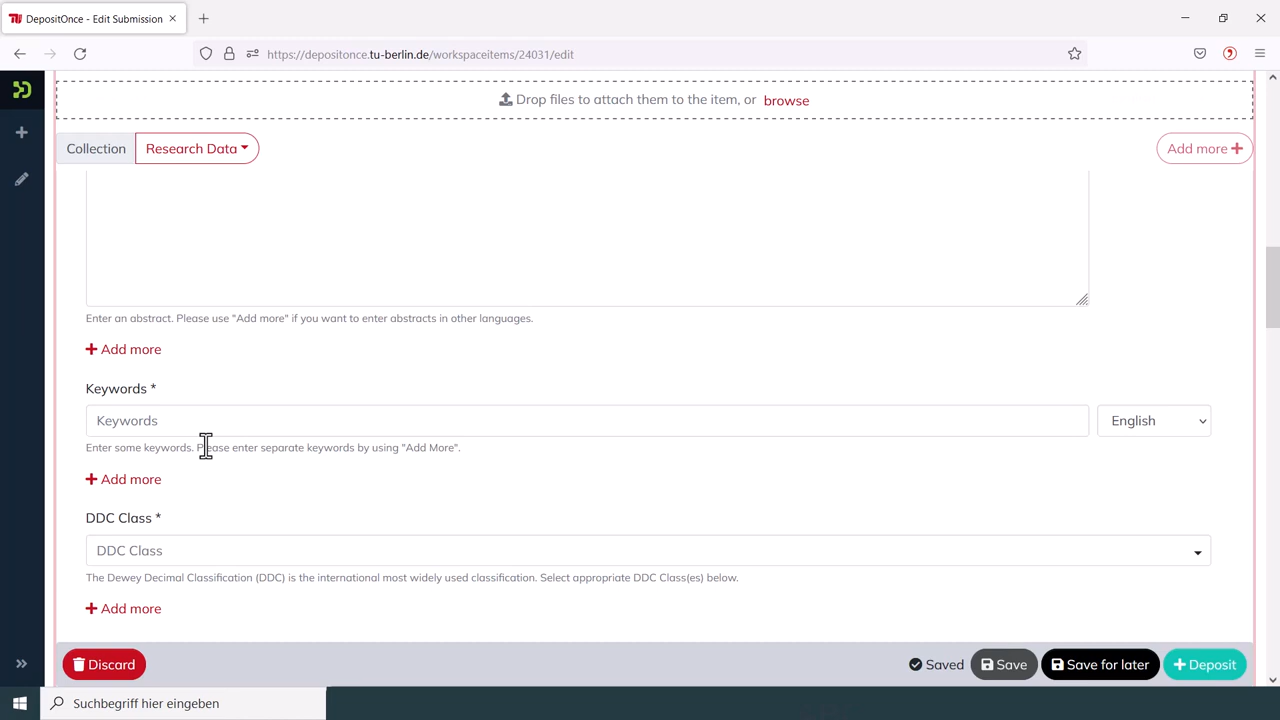 DepositOnce - Edit Submission
https://depositonce.tu-berlin.de/workspaceitems/24031/edit
Drop files to attach them to the item, or browse
Collection Research Data Add more
Enter an abstract. Please use "Add more" if you want to enter abstracts in other languages.
Add more
Keywords *
Keywords English
Enter some keywords. Please enter separate keywords by using "Add More".
Add more
DDC Class *
DDC Class
The Dewey Decimal Classification (DDC) is the international most widely used classification. Select appropriate DDC Class(es) below.
Add more
Discard Saved Save Save for later Deposit
Suchbegriff hier eingeben